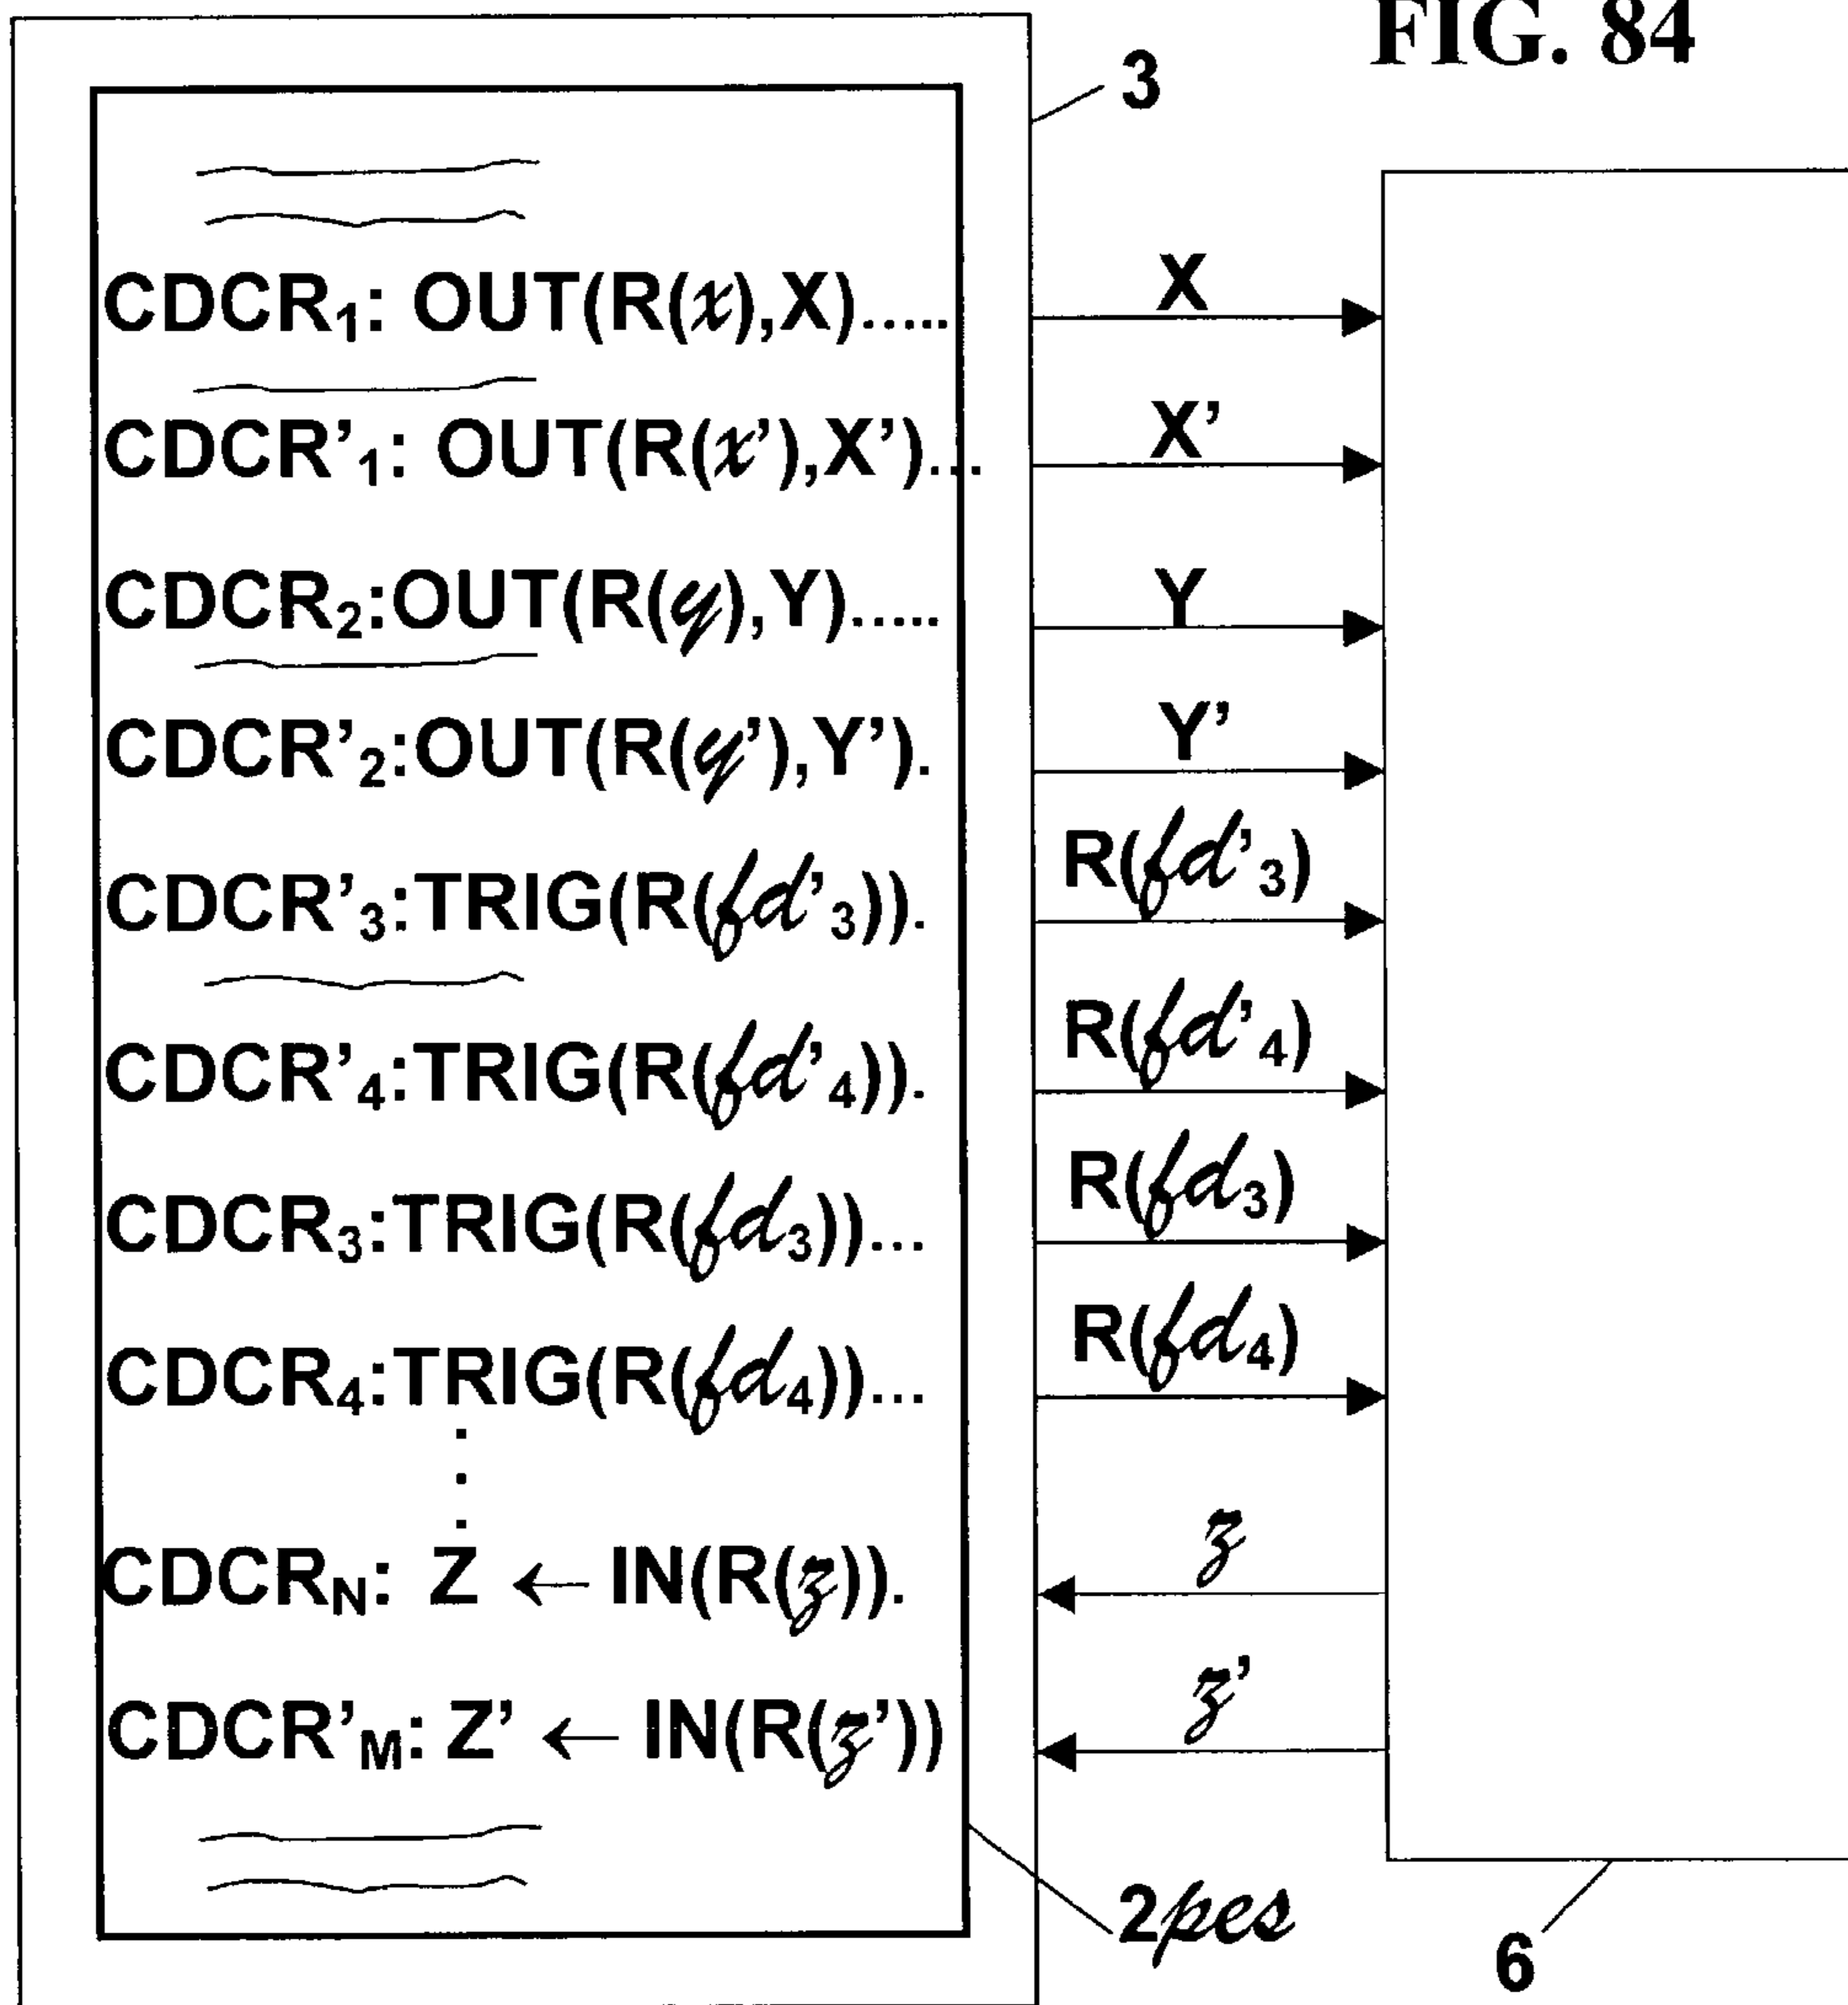 FIG. 84
3
CDCR₁: OUT(R(x),X).....
X
CDCR'₁: OUT(R(x'),X')...
X'
CDCR₂:OUT(R(y),Y).....
Y
CDCR'₂:OUT(R(y'),Y').
Y'
CDCR'₃:TRIG(R(fd'₃)).
R(fd'₃)
CDCR'₄:TRIG(R(fd'₄)).
R(fd'₄)
CDCR₃:TRIG(R(fd₃))...
R(fd₃)
CDCR₄:TRIG(R(fd₄))...
R(fd₄)
CDCR_N: Z ← IN(R(z)).
z
CDCR'_M: Z' ← IN(R(z'))
z'
2pes
6